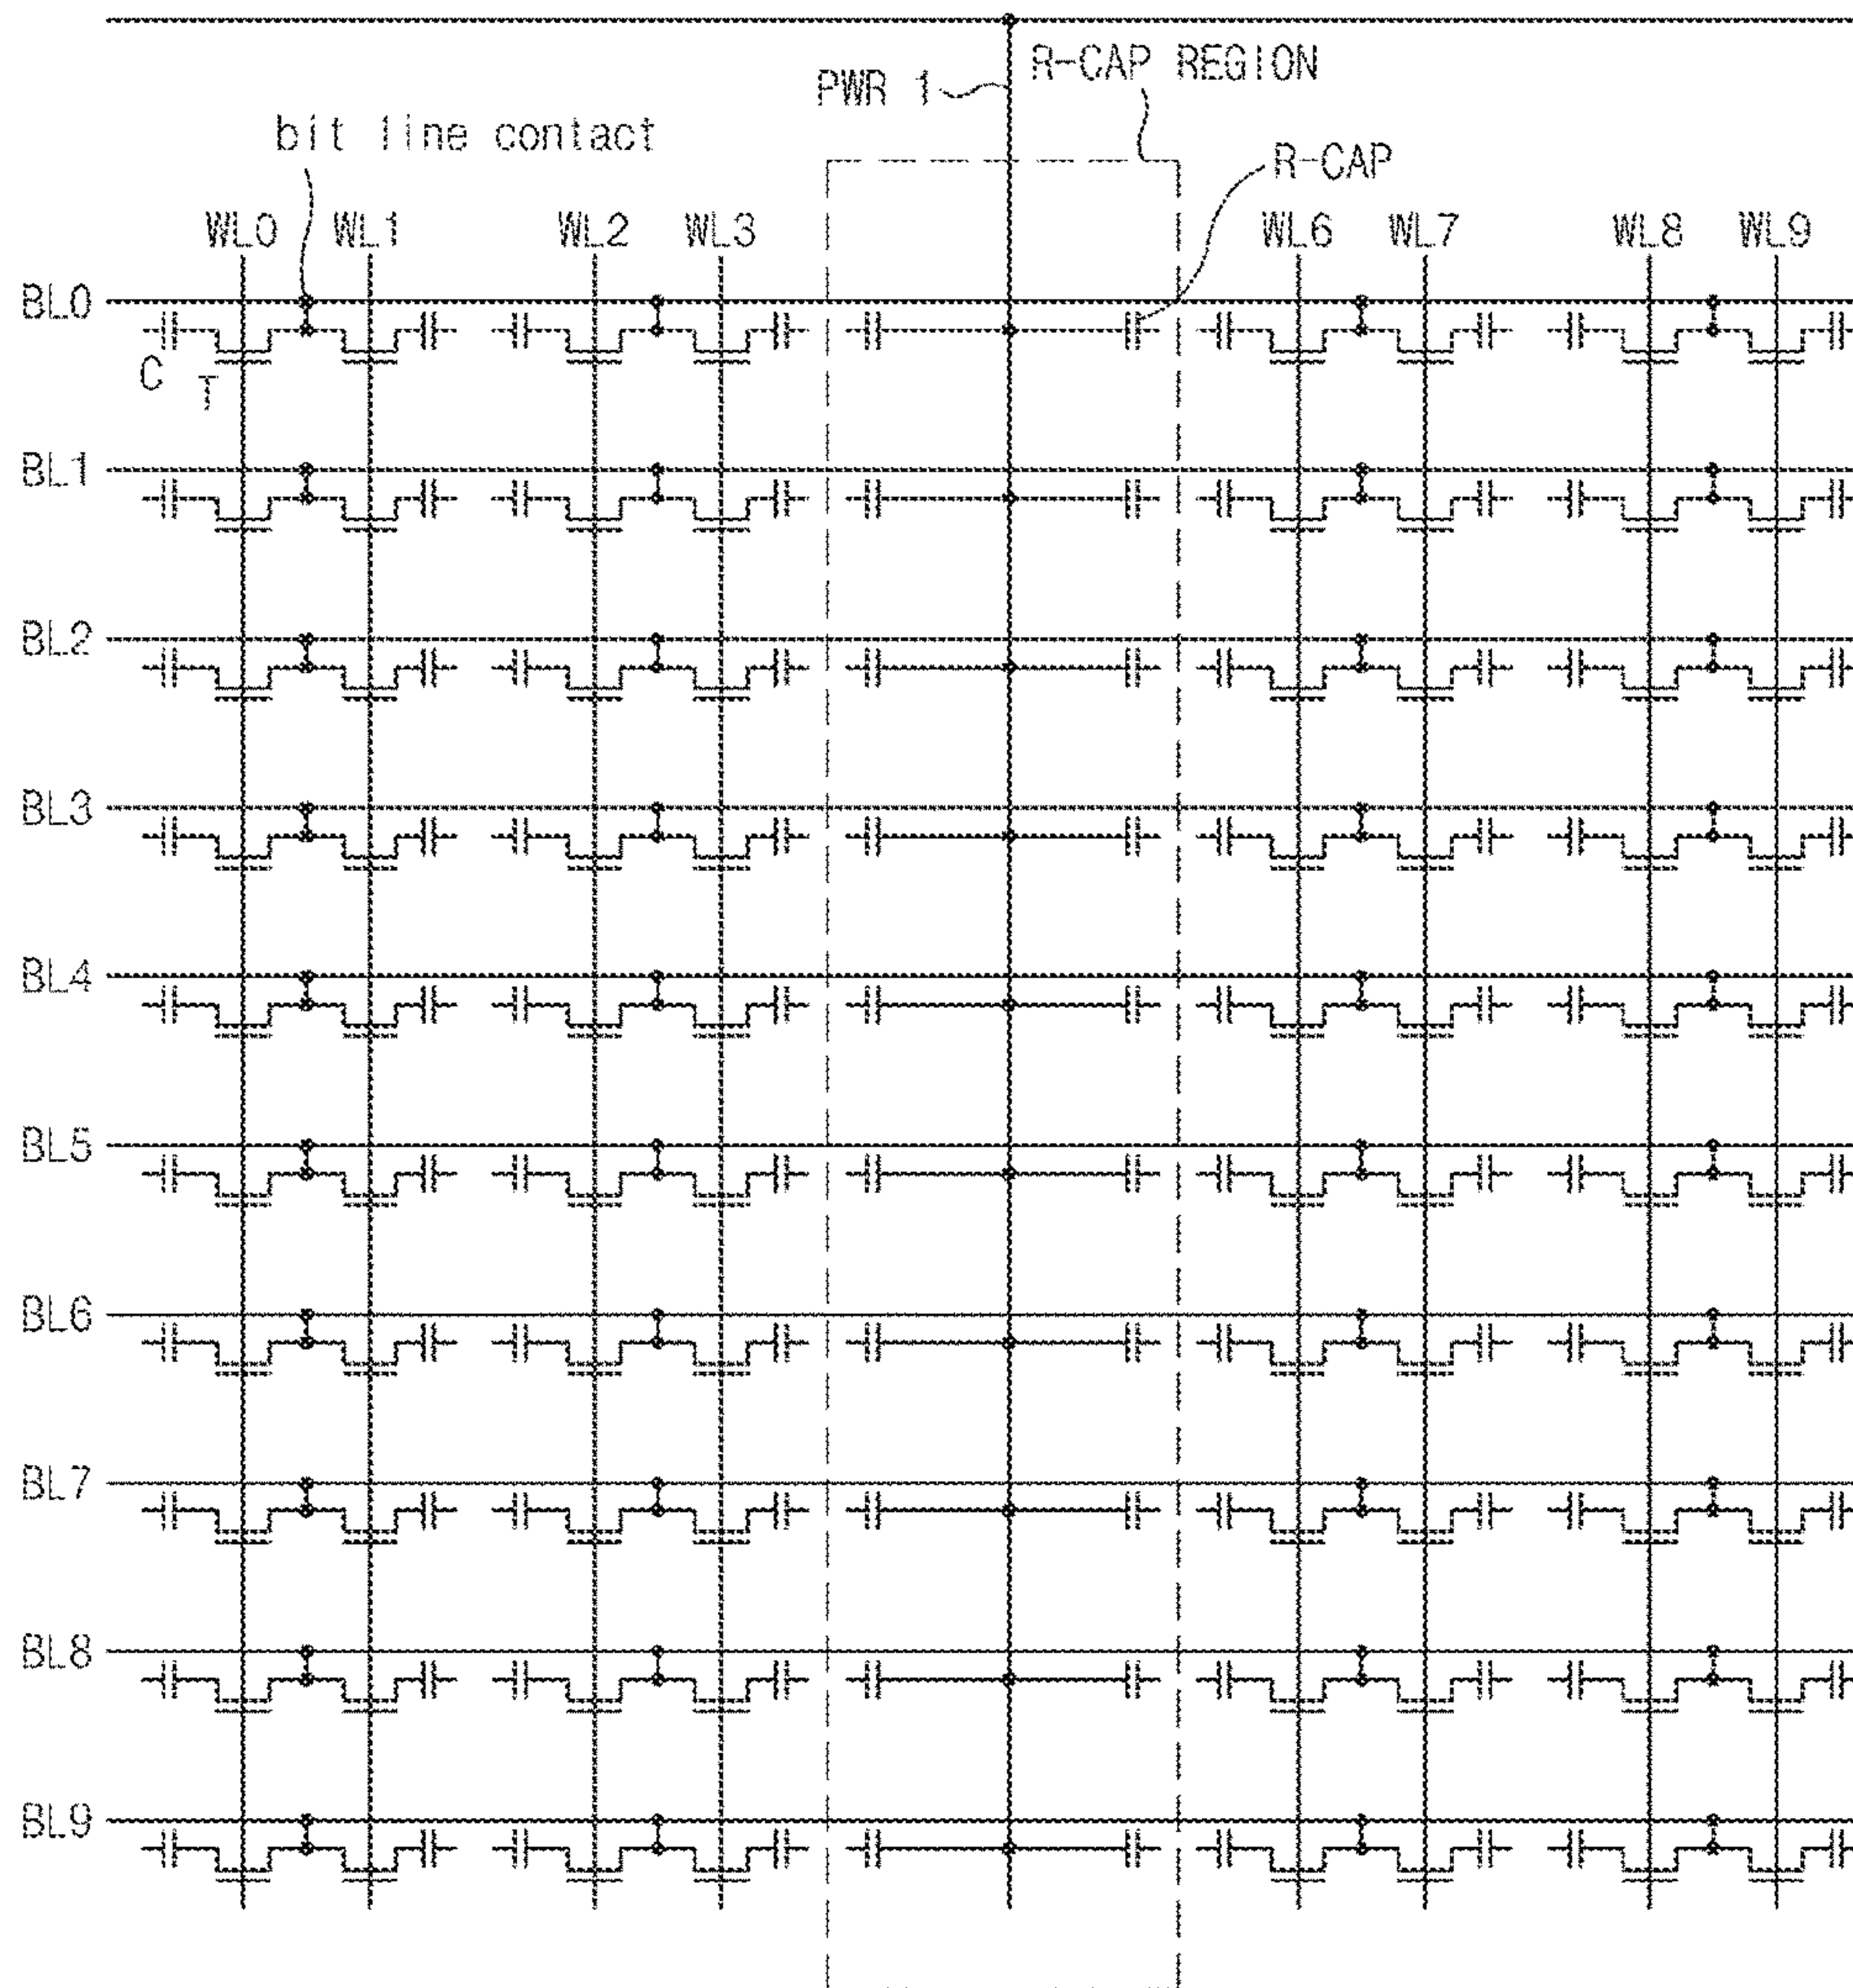 R-CAP REGION
PWR 1
bit line contact
R-CAP
WL0 WL1 WL2 WL3 WL6 WL7 WL8 WL9
BL0
C T
BL1
BL2
BL3
BL4
BL5
BL6
BL7
BL8
BL9